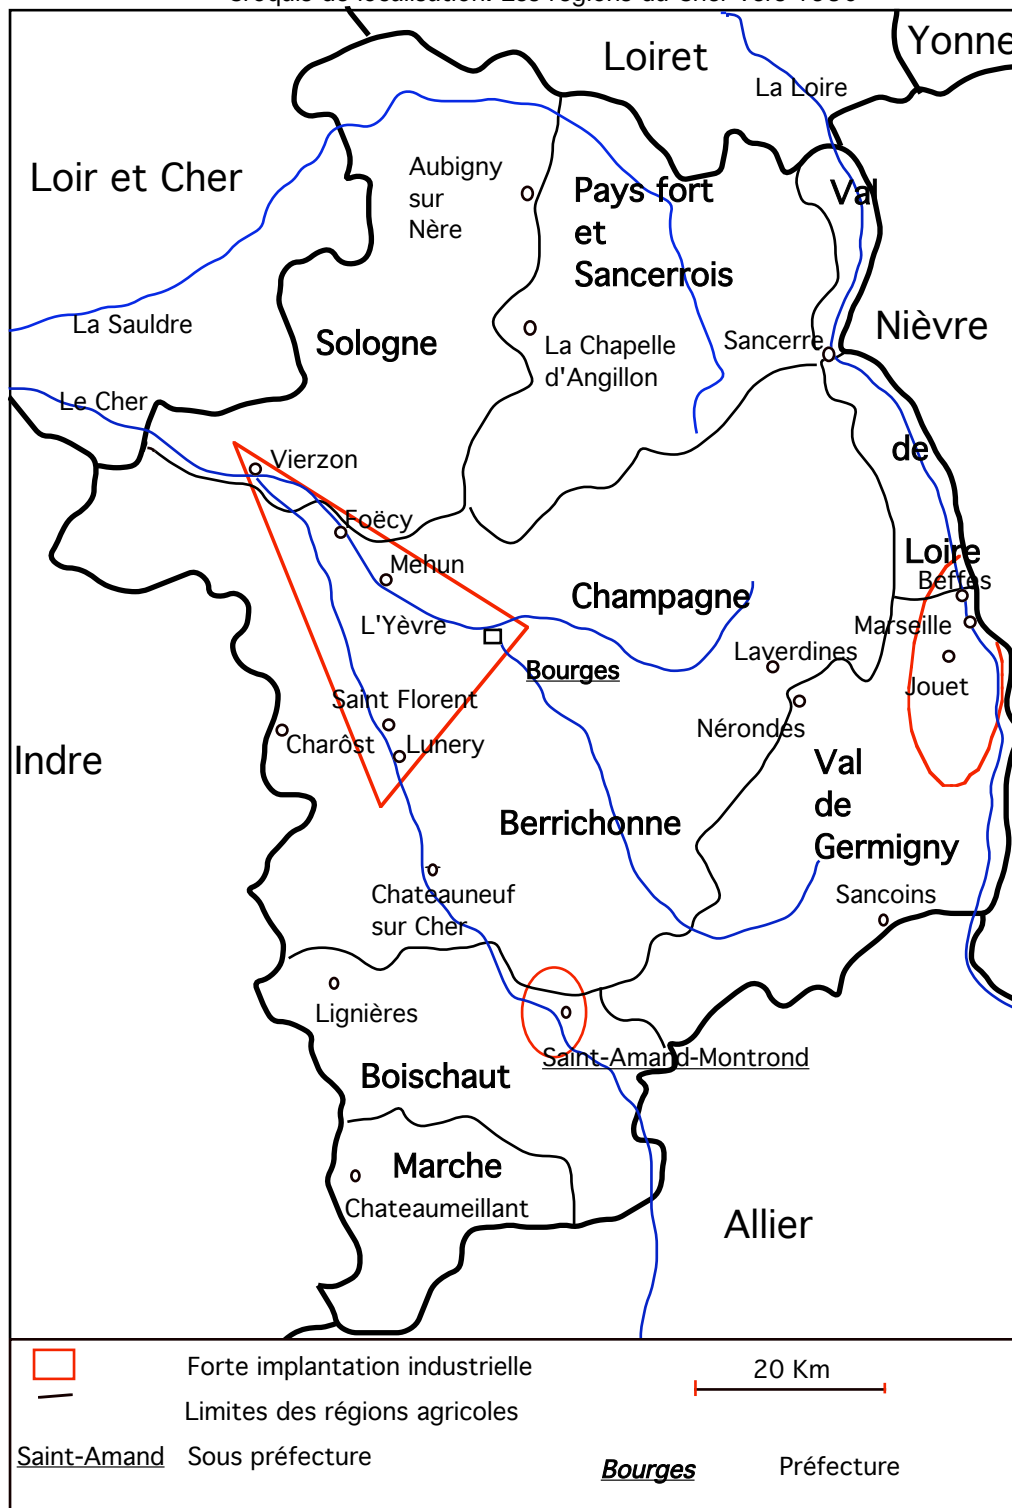 Loiret
Yonne
La Loire
Loir et Cher
Aubigny
sur
Nère
Pays fort
et
Sancerrois
Val
La Sauldre
Sologne
La Chapelle
d'Angillon
Sancerre
Nièvre
Le Cher
Vierzon
de
Foëcy
Loire
Mehun
Beffes
Champagne
L'Yèvre
Marseille
Laverdines
Bourges
Jouet
Saint Florent
Nérondes
Charôst
Lunery
Indre
Val
de
Germigny
Berrichonne
Chateauneuf
sur Cher
Sancoins
Lignières
Saint-Amand-Montrond
Boischaut
Marche
Chateaumeillant
Allier
Forte implantation industrielle
20 Km
Limites des régions agricoles
Saint-Amand Sous préfecture
Bourges Préfecture